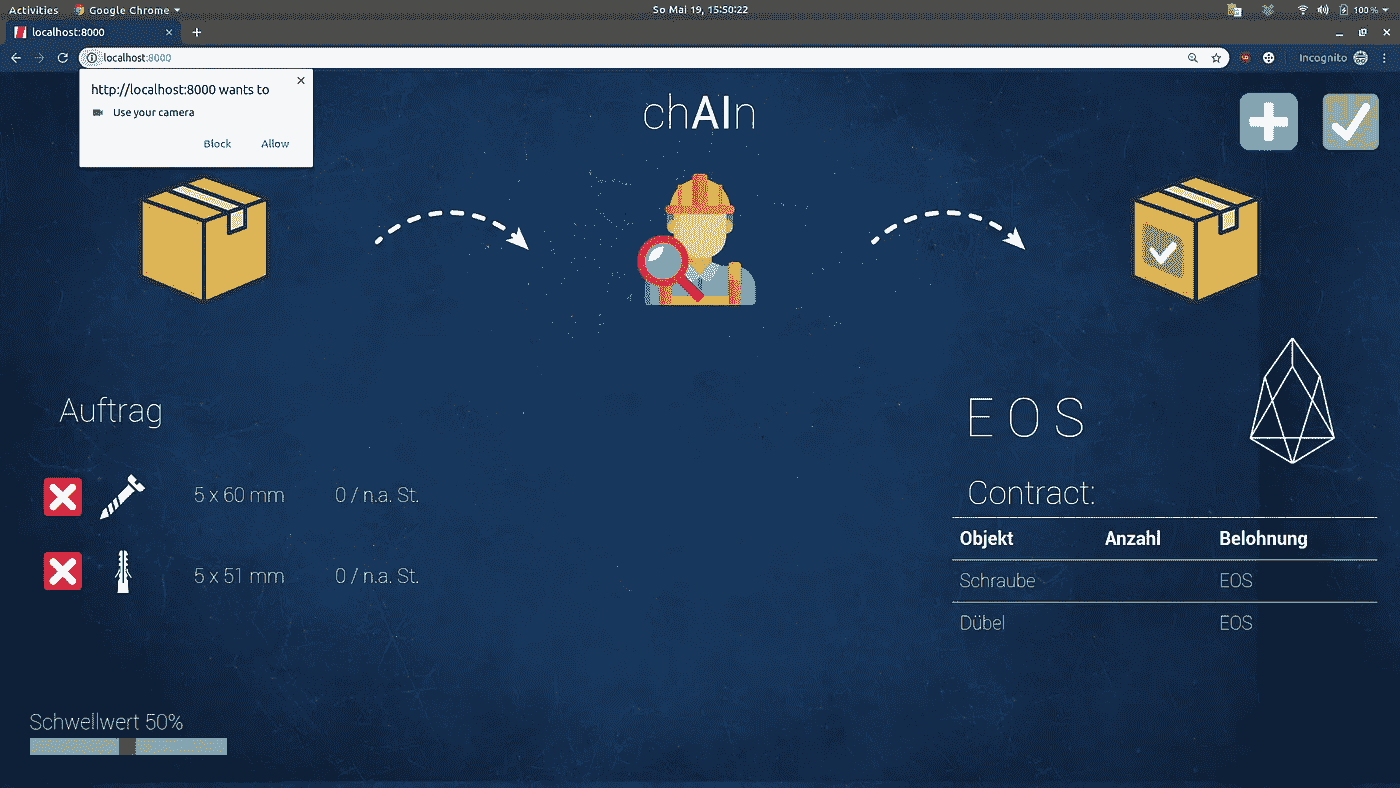 Activities Google Chrome So Mai 19, 15:50:22 100 %
localhost:8000
localhost:8000 Incognito
http://localhost:8000 wants to
Use your camera
Block Allow
chAIn
Auftrag
5 x 60 mm 0 / n.a. St.
5 x 51 mm 0 / n.a. St.
EOS
Contract:
Objekt Anzahl Belohnung
Schraube EOS
Dübel EOS
Schwellwert 50%